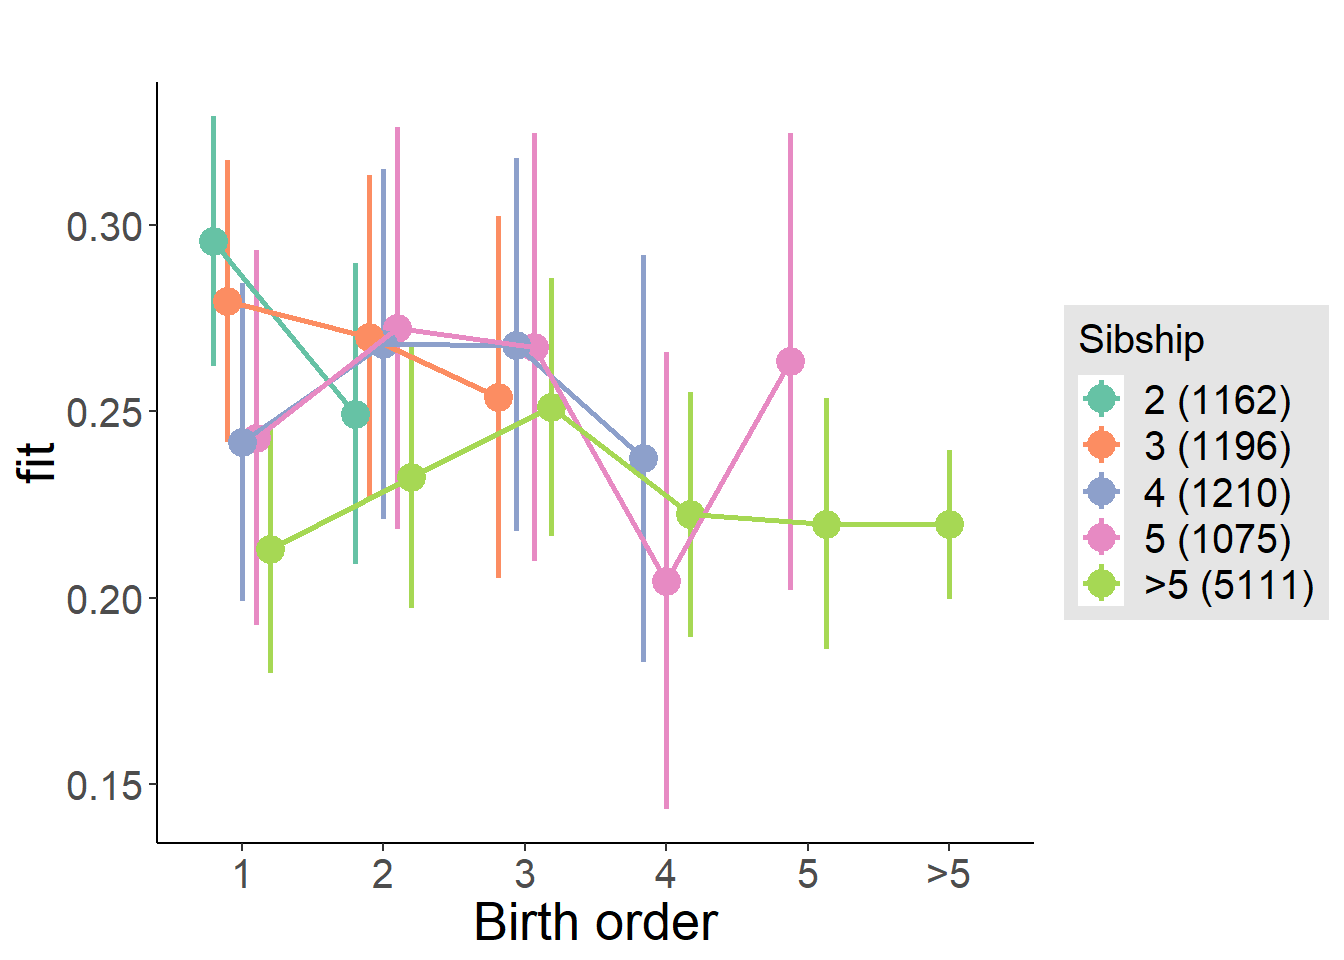 fit
0.30
0.25
0.20
0.15
1 2 3 4 5 >5
Birth order
Sibship
2 (1162)
3 (1196)
4 (1210)
5 (1075)
>5 (5111)